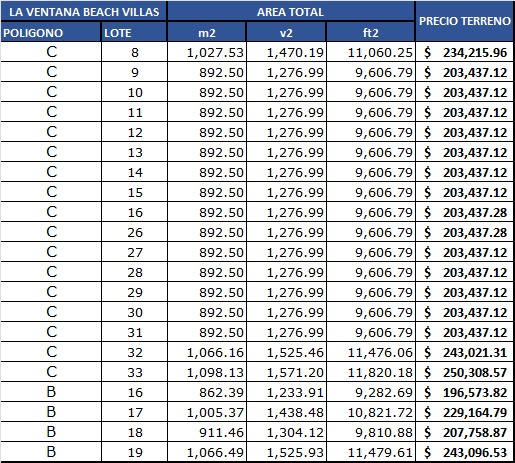 LA VENTANA BEACH VILLAS AREA TOTAL PRECIO TERRENO
POLIGONO LOTE m2 v2 ft2
C 8 1,027.53 1,470.19 11,060.25 $ 234,215.96
C 9 892.50 1,276.99 9,606.79 $ 203,437.12
C 10 892.50 1,276.99 9,606.79 $ 203,437.12
C 11 892.50 1,276.99 9,606.79 $ 203,437.12
C 12 892.50 1,276.99 9,606.79 $ 203,437.12
C 13 892.50 1,276.99 9,606.79 $ 203,437.12
C 14 892.50 1,276.99 9,606.79 $ 203,437.12
C 15 892.50 1,276.99 9,606.79 $ 203,437.12
C 16 892.50 1,276.99 9,606.79 $ 203,437.28
C 26 892.50 1,276.99 9,606.79 $ 203,437.28
C 27 892.50 1,276.99 9,606.79 $ 203,437.12
C 28 892.50 1,276.99 9,606.79 $ 203,437.12
C 29 892.50 1,276.99 9,606.79 $ 203,437.12
C 30 892.50 1,276.99 9,606.79 $ 203,437.12
C 31 892.50 1,276.99 9,606.79 $ 203,437.12
C 32 1,066.16 1,525.46 11,476.06 $ 243,021.31
C 33 1,098.13 1,571.20 11,820.18 $ 250,308.57
B 16 862.39 1,233.91 9,282.69 $ 196,573.82
B 17 1,005.37 1,438.48 10,821.72 $ 229,164.79
B 18 911.46 1,304.12 9,810.88 $ 207,758.87
B 19 1,066.49 1,525.93 11,479.61 $ 243,096.53